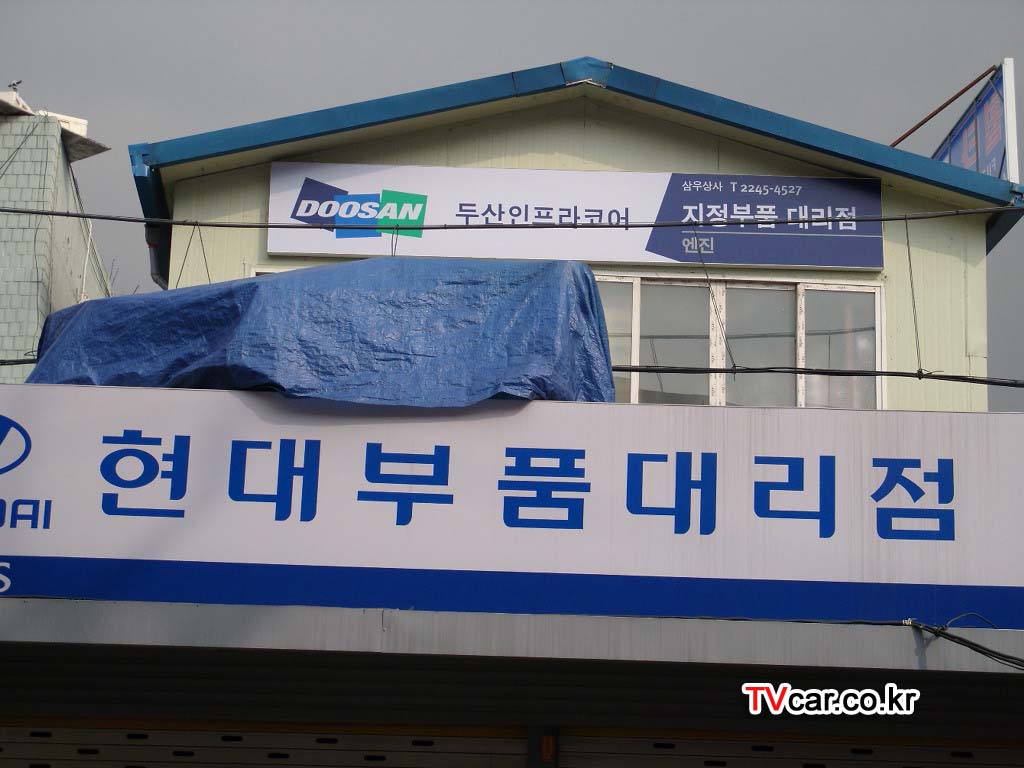 DOOSAN 두산인프라코어
삼우상사 T 2245-4527
지정부품 대리점
엔진
현대부품대리점
TVcar.co.kr